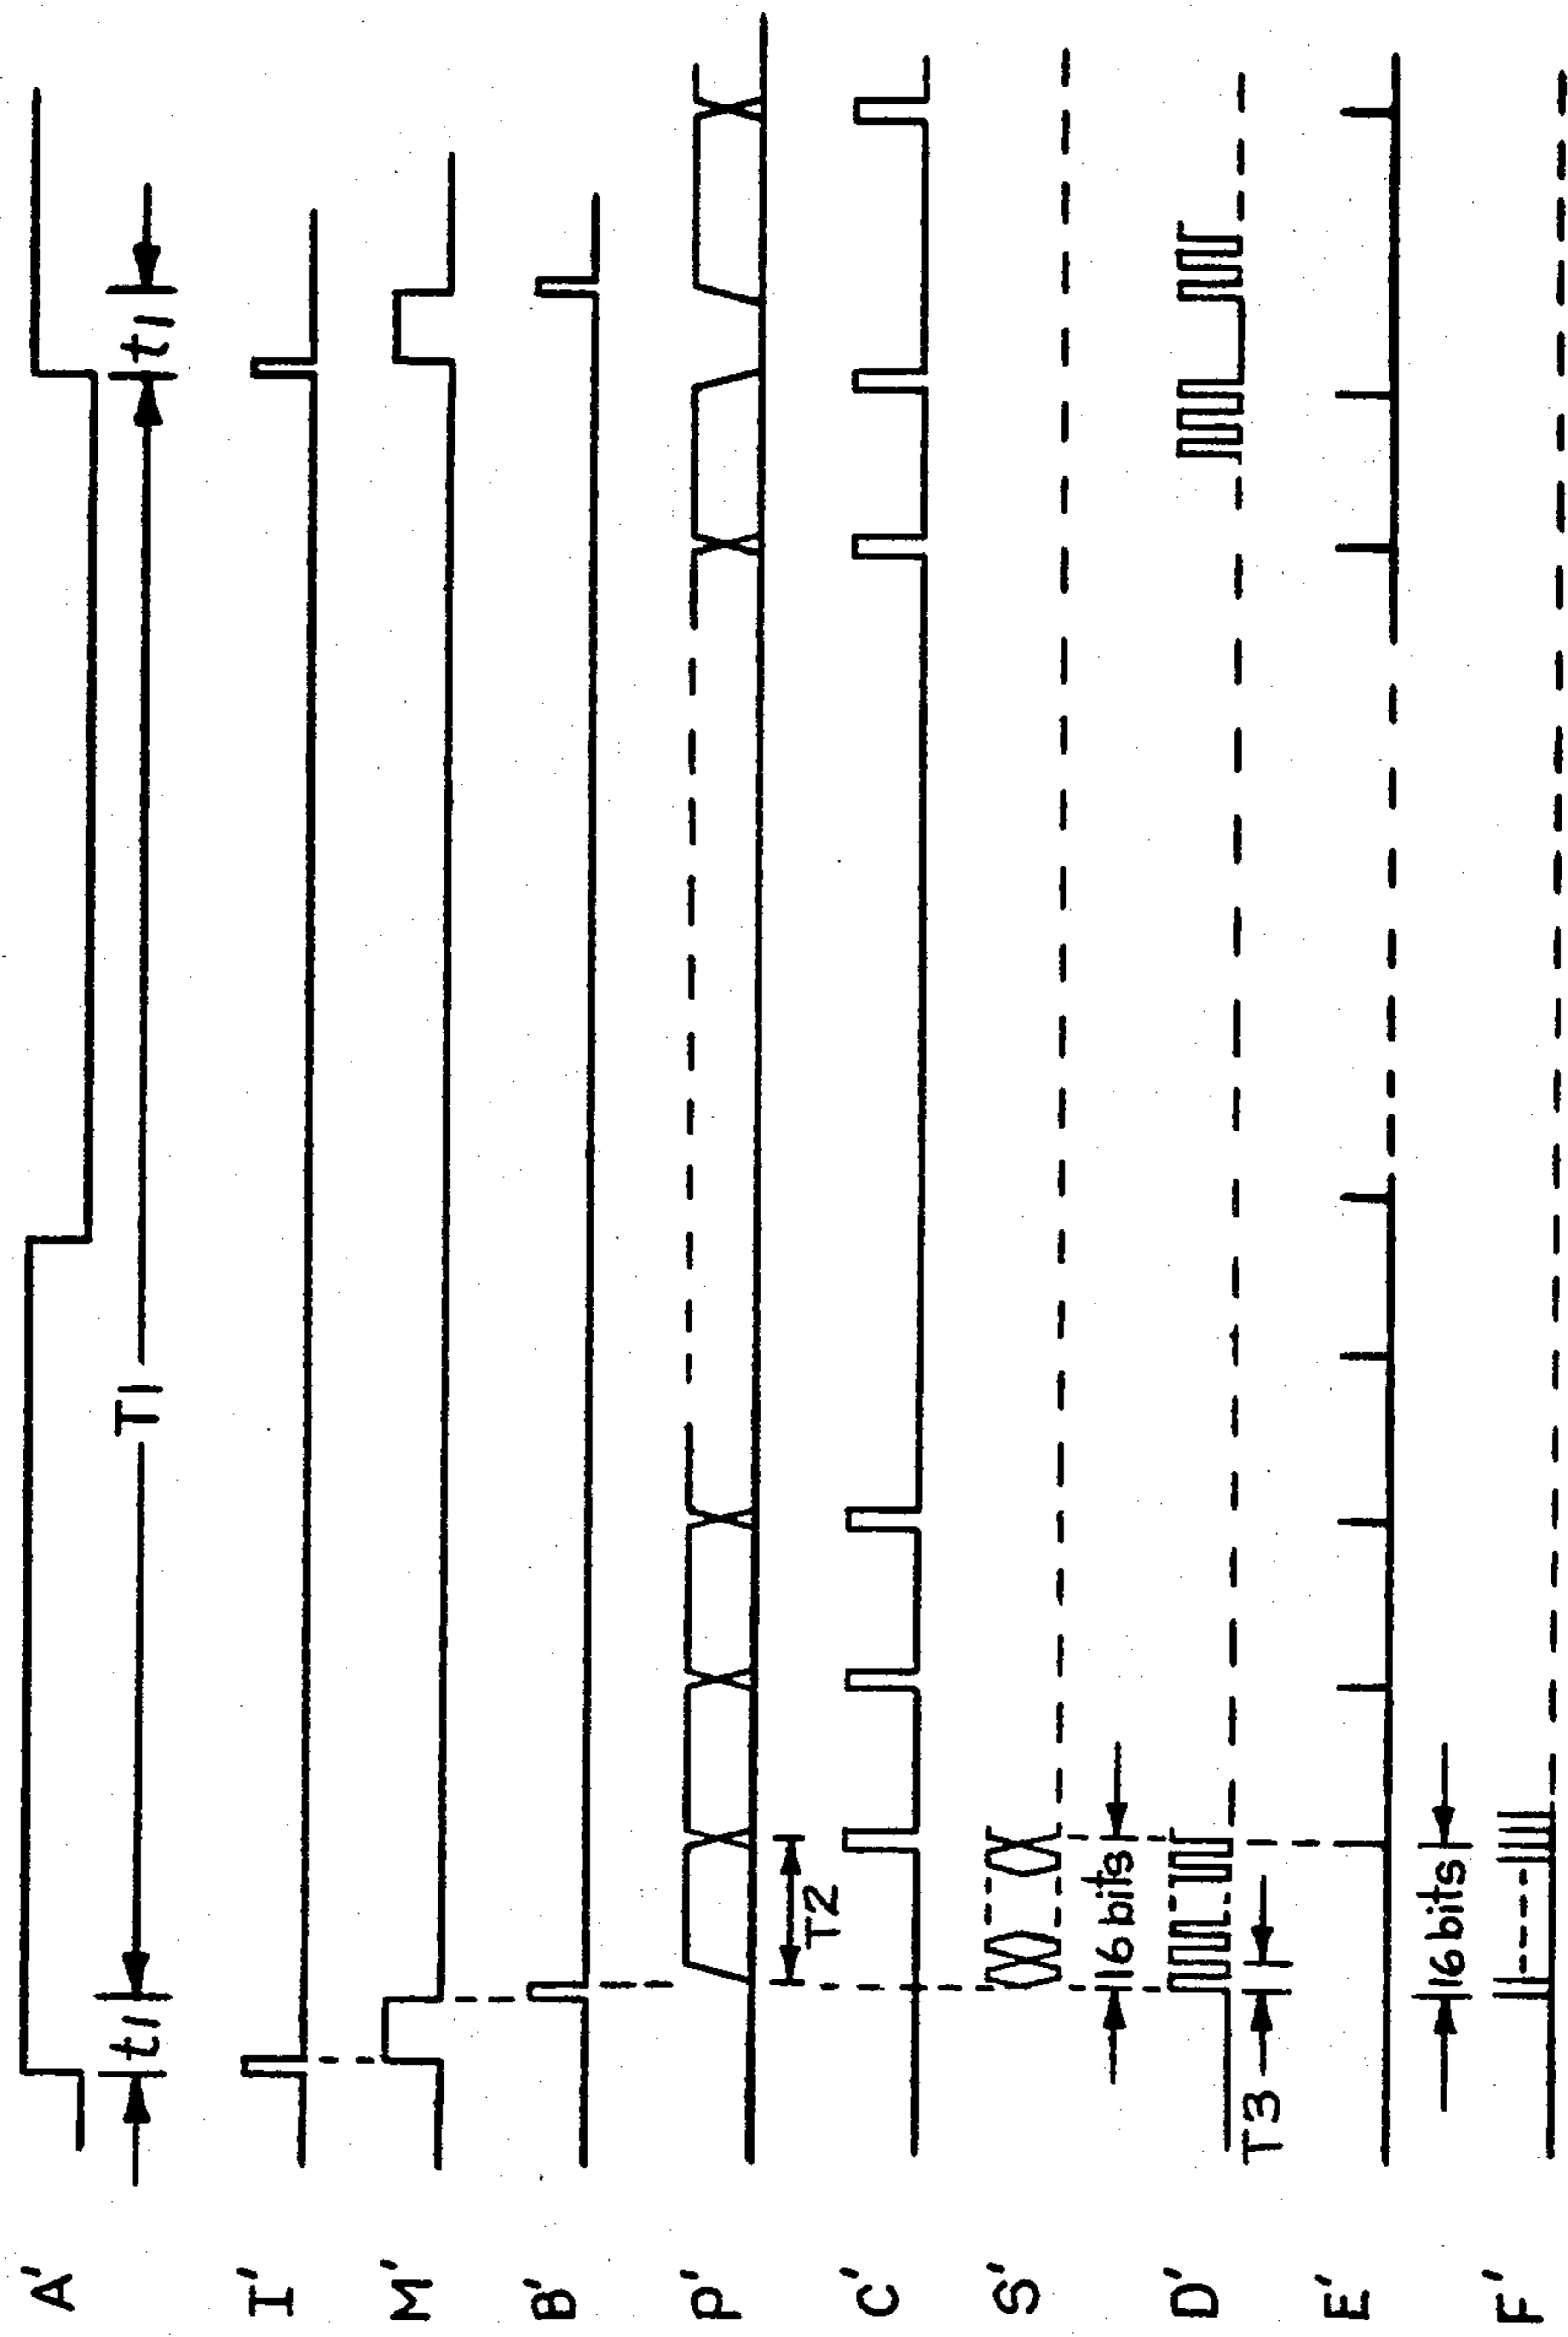 A'
t1
T1
t1
I'
M'
B'
P'
T2
C'
S'
16 bits
D'
T3
E'
16 bits
F'